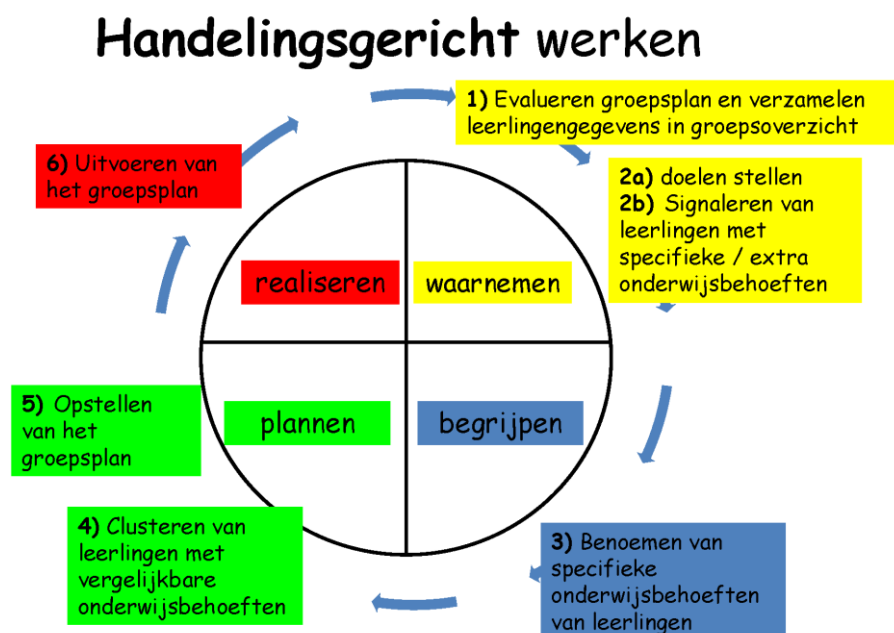 Handelingsgericht werken
1) Evalueren groepsplan en verzamelen
leerlingengegevens in groepsoverzicht
2a) doelen stellen
2b) Signaleren van
leerlingen met
specifieke / extra
onderwijsbehoeften
3) Benoemen van
specifieke
onderwijsbehoeften
van leerlingen
4) Clusteren van
leerlingen met
vergelijkbare
onderwijsbehoeften
5) Opstellen
van het
groepsplan
6) Uitvoeren van
het groepsplan
realiseren
waarnemen
plannen
begrijpen